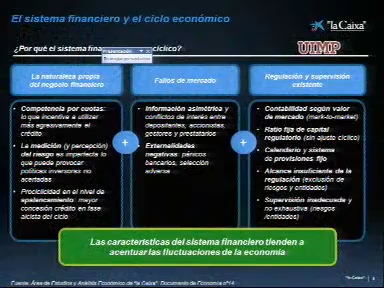 El sistema financiero y el ciclo económico
"la Caixa"
¿Por qué el sistema fina
cíclico?
Presentación
UIMP
La naturaleza propia
del negocio financiero
Fallos de mercado
Regulación y supervisión
existente
• Competencia por cuotas:
lo que incentiva a utilizar
más agresivamente el
crédito
• La medición (y percepción)
del riesgo es imperfecta lo
que puede provocar
políticas inversoras no
acertadas
• Prociclicidad en el nivel de
apalancamiento: mayor
concesión crédito en fase
alcista del ciclo
+
• Información asimétrica y
conflictos de interés entre
depositantes, accionistas,
gestores y prestatarios
• Externalidades
negativas: pánicos
bancarios, selección
adversa
+
• Contabilidad según valor
de mercado (mark-to-market)
• Ratio fija de capital
regulatorio (sin ajuste cíclico)
• Calendario y sistema
de provisiones fijo
• Alcance insuficiente de la
regulación (exclusión de
riesgos y entidades)
• Supervisión inadecuada y
no exhaustiva (riesgos
/entidades)
Las características del sistema financiero tienden a
acentuar las fluctuaciones de la economía
Fuente: Área de Estudios y Análisis Económico de "la Caixa". Documento de Economía nº14
"la Caixa"